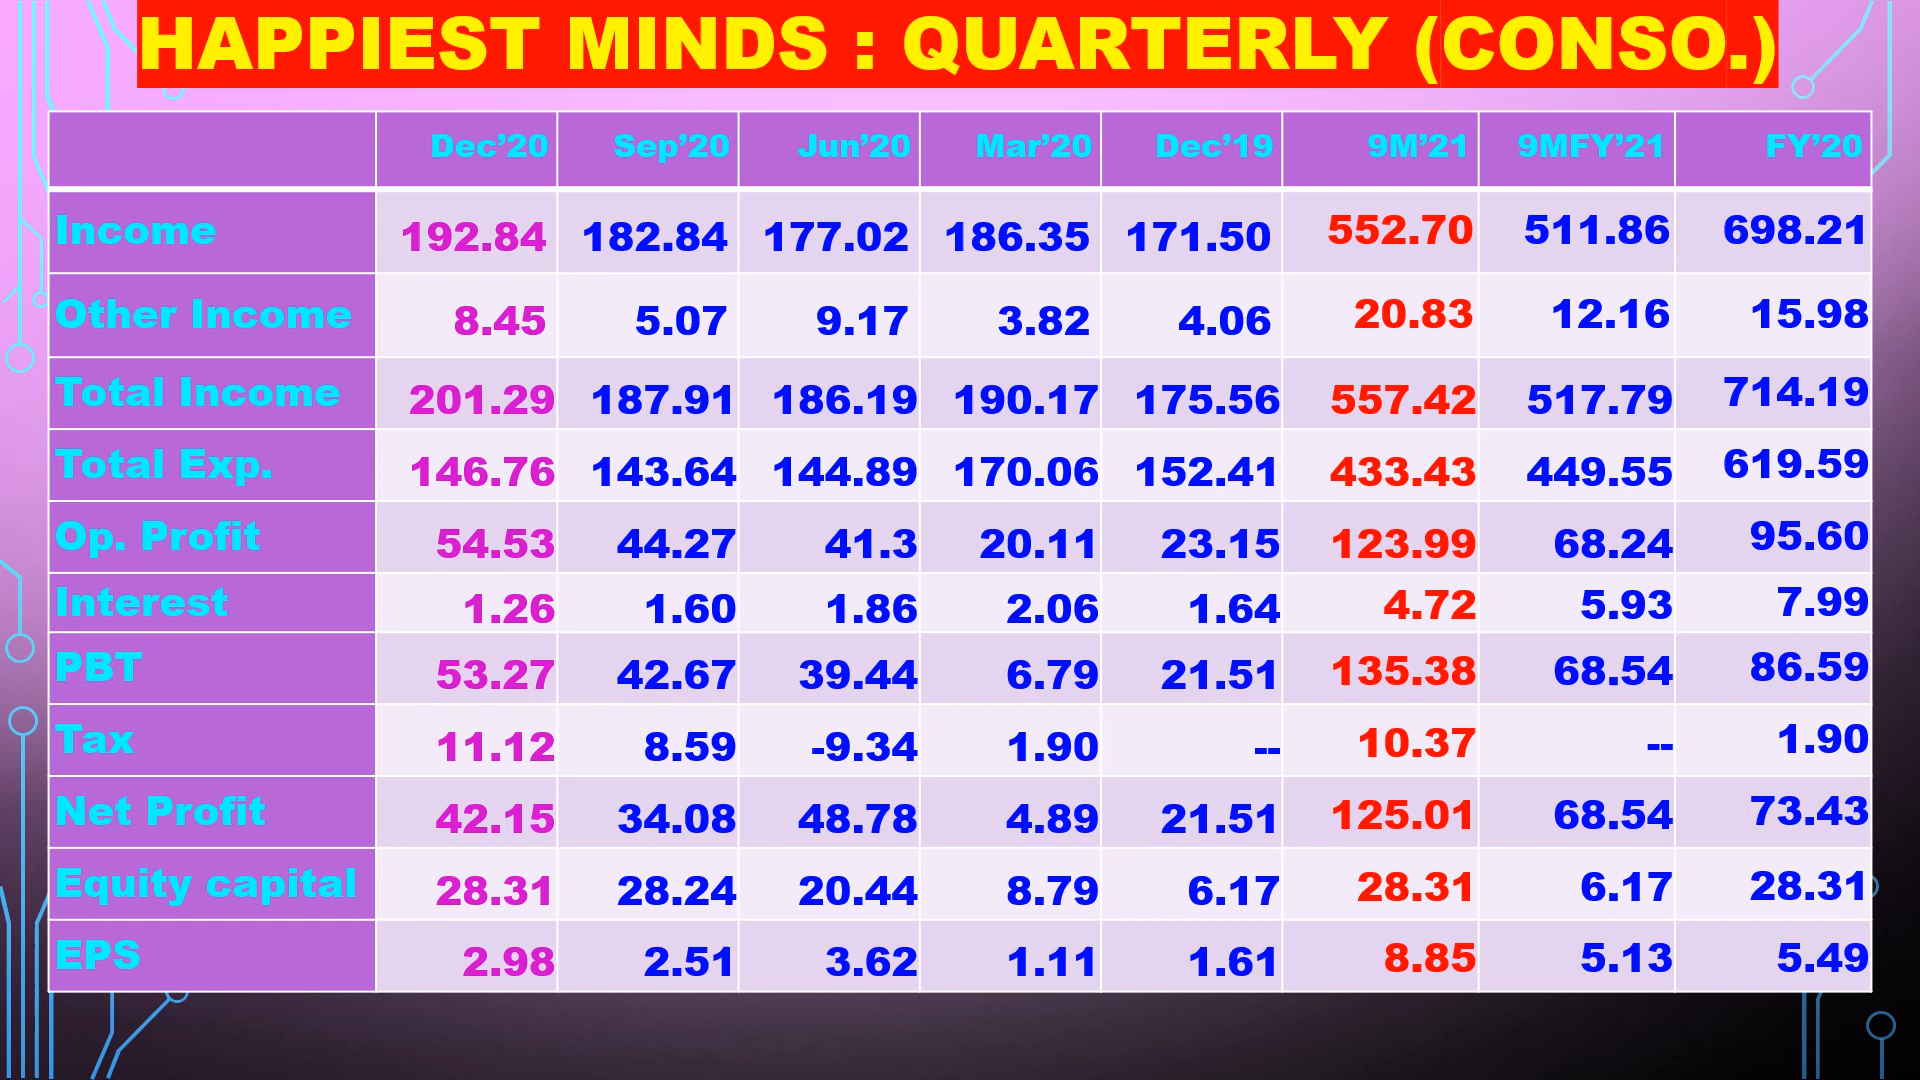 HAPPIEST MINDS : QUARTERLY (CONSO.)
Dec’20 Sep’20 Jun’20 Mar’20 Dec’19 9M’21 9MFY’21 FY’20
Income 192.84 182.84 177.02 186.35 171.50 552.70 511.86 698.21
Other Income 8.45 5.07 9.17 3.82 4.06 20.83 12.16 15.98
Total Income 201.29 187.91 186.19 190.17 175.56 557.42 517.79 714.19
Total Exp. 146.76 143.64 144.89 170.06 152.41 433.43 449.55 619.59
Op. Profit 54.53 44.27 41.3 20.11 23.15 123.99 68.24 95.60
Interest 1.26 1.60 1.86 2.06 1.64 4.72 5.93 7.99
PBT 53.27 42.67 39.44 6.79 21.51 135.38 68.54 86.59
Tax 11.12 8.59 -9.34 1.90 -- 10.37 -- 1.90
Net Profit 42.15 34.08 48.78 4.89 21.51 125.01 68.54 73.43
Equity capital 28.31 28.24 20.44 8.79 6.17 28.31 6.17 28.31
EPS 2.98 2.51 3.62 1.11 1.61 8.85 5.13 5.49